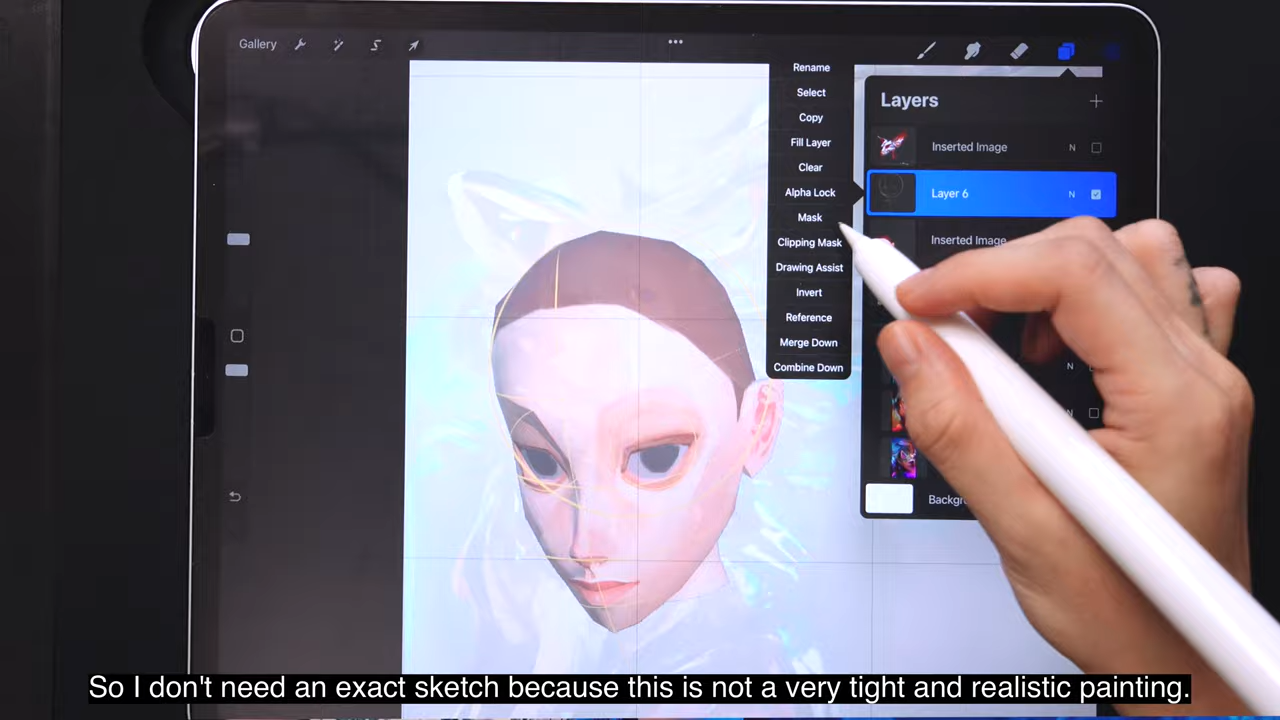 Gallery
Rename
Select
Copy
Fill Layer
Clear
Alpha Lock
Mask
Clipping Mask
Drawing Assist
Invert
Reference
Merge Down
Combine Down
Layers
Inserted Image N
Layer 6 N
Inserted Image
N
N
So I don't need an exact sketch because this is not a very tight and realistic painting.